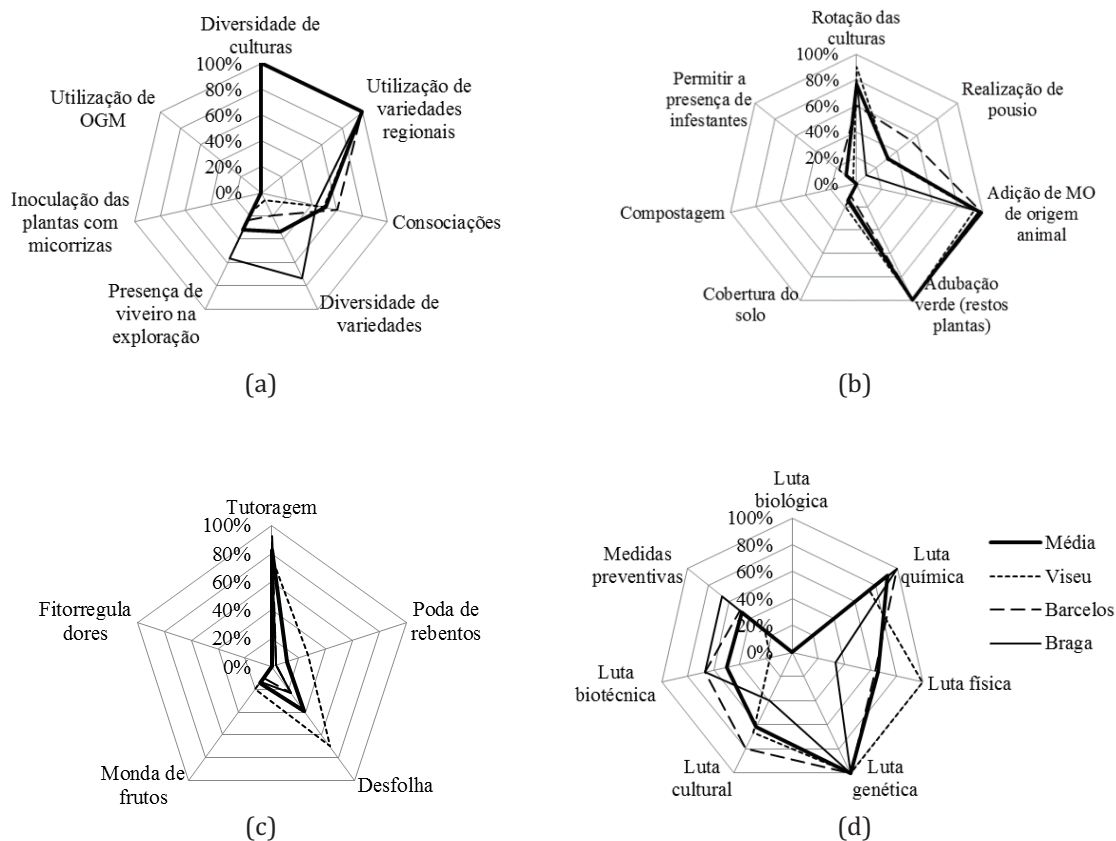 Diversidade de
culturas
100%
80%
60%
40%
20%
0%
Utilização de
variedades
regionais
Consociações
Diversidade de
variedades
Presença de
viveiro na
exploração
Inoculação das
plantas com
micorrizas
Utilização de
OGM
(a)
Rotação das
culturas
100%
80%
60%
40%
20%
0%
Realização de
pousio
Adição de MO
de origem
animal
Adubação
verde (restos
plantas)
Cobertura do
solo
Compostagem
Permitir a
presença de
infestantes
(b)
Tutoragem
100%
80%
60%
40%
20%
0%
Poda de
rebentos
Desfolha
Monda de
frutos
Fitorregula
dores
(c)
Luta
biológica
100%
80%
60%
40%
20%
0%
Luta
química
Luta física
Luta
genética
Luta
cultural
Luta
biotécnica
Medidas
preventivas
(d)
Média
Viseu
Barcelos
Braga